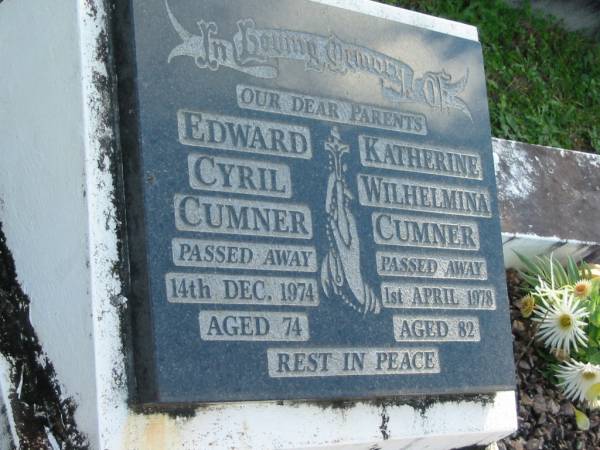 In Loving Memory Of
OUR DEAR PARENTS
EDWARD
CYRIL
CUMNER
PASSED AWAY
14th DEC. 1974
AGED 74
KATHERINE
WILHELMINA
CUMNER
PASSED AWAY
1st APRIL 1978
AGED 82
REST IN PEACE